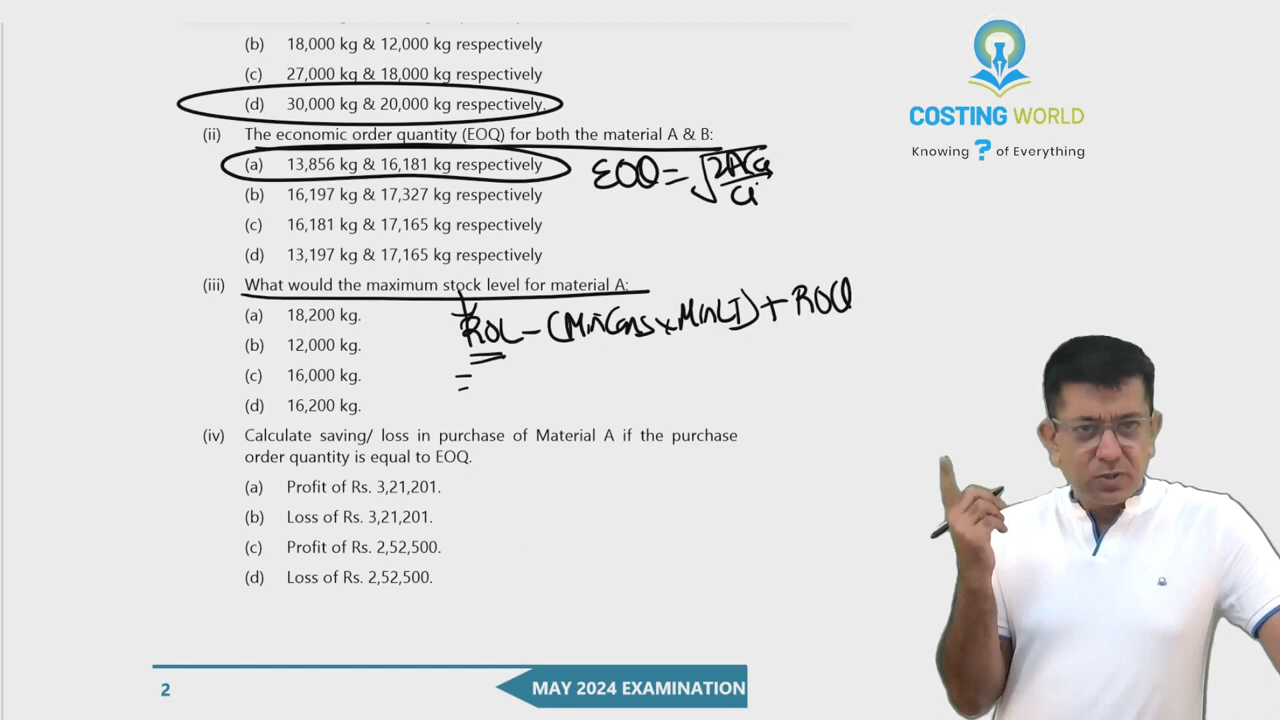 (b) 18,000 kg & 12,000 kg respectively
(c) 27,000 kg & 18,000 kg respectively
(d) 30,000 kg & 20,000 kg respectively.
(ii) The economic order quantity (EOQ) for both the material A & B:
(a) 13,856 kg & 16,181 kg respectively
EOQ = √2ACo/Ci
(b) 16,197 kg & 17,327 kg respectively
(c) 16,181 kg & 17,165 kg respectively
(d) 13,197 kg & 17,165 kg respectively
(iii) What would the maximum stock level for material A:
(a) 18,200 kg.
ROL - (MinCons x MinLT) + ROQ
(b) 12,000 kg.
(c) 16,000 kg.
=
(d) 16,200 kg.
(iv) Calculate saving/ loss in purchase of Material A if the purchase
order quantity is equal to EOQ.
(a) Profit of Rs. 3,21,201.
(b) Loss of Rs. 3,21,201.
(c) Profit of Rs. 2,52,500.
(d) Loss of Rs. 2,52,500.
2
MAY 2024 EXAMINATION
COSTING WORLD
Knowing ? of Everything